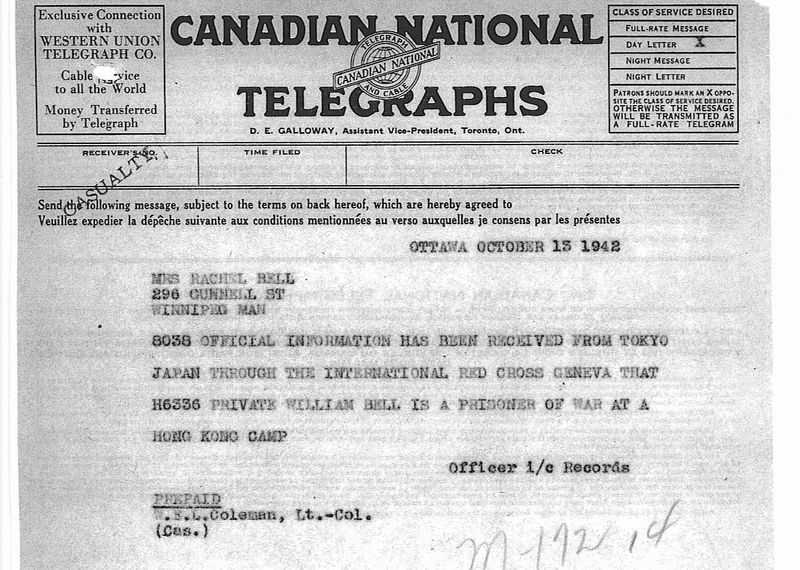 Exclusive Connection
with
WESTERN UNION
TELEGRAPH CO.
Cable Service
to all the World
Money Transferred
by Telegraph
CANADIAN NATIONAL
TELEGRAPH
CANADIAN NATIONAL
AND CABLE
TELEGRAPHS
D. E. GALLOWAY, Assistant Vice-President, Toronto, Ont.
CLASS OF SERVICE DESIRED
FULL-RATE MESSAGE
DAY LETTER X
NIGHT MESSAGE
NIGHT LETTER
PATRONS SHOULD MARK AN X OPPO-
SITE THE CLASS OF SERVICE DESIRED.
OTHERWISE THE MESSAGE
WILL BE TRANSMITTED AS
A FULL-RATE TELEGRAM
RECEIVER'S NO.
TIME FILED
CHECK
CASUALTY
Send the following message, subject to the terms on back hereof, which are hereby agreed to
Veuillez expedier la dépêche suivante aux conditions mentionnées au verso auxquelles je consens par les présentes
OTTAWA OCTOBER 13 1942
MRS RACHEL BELL
296 GUNNELL ST
WINNIPEG MAN
8038 OFFICIAL INFORMATION HAS BEEN RECEIVED FROM TOKYO
JAPAN THROUGH THE INTERNATIONAL RED CROSS GENEVA THAT
H6336 PRIVATE WILLIAM BELL IS A PRISONER OF WAR AT A
HONG KONG CAMP
Officer i/c Records
PREPAID
W.E.L.Coleman, Lt.-Col.
(Cas.)
M-192 14